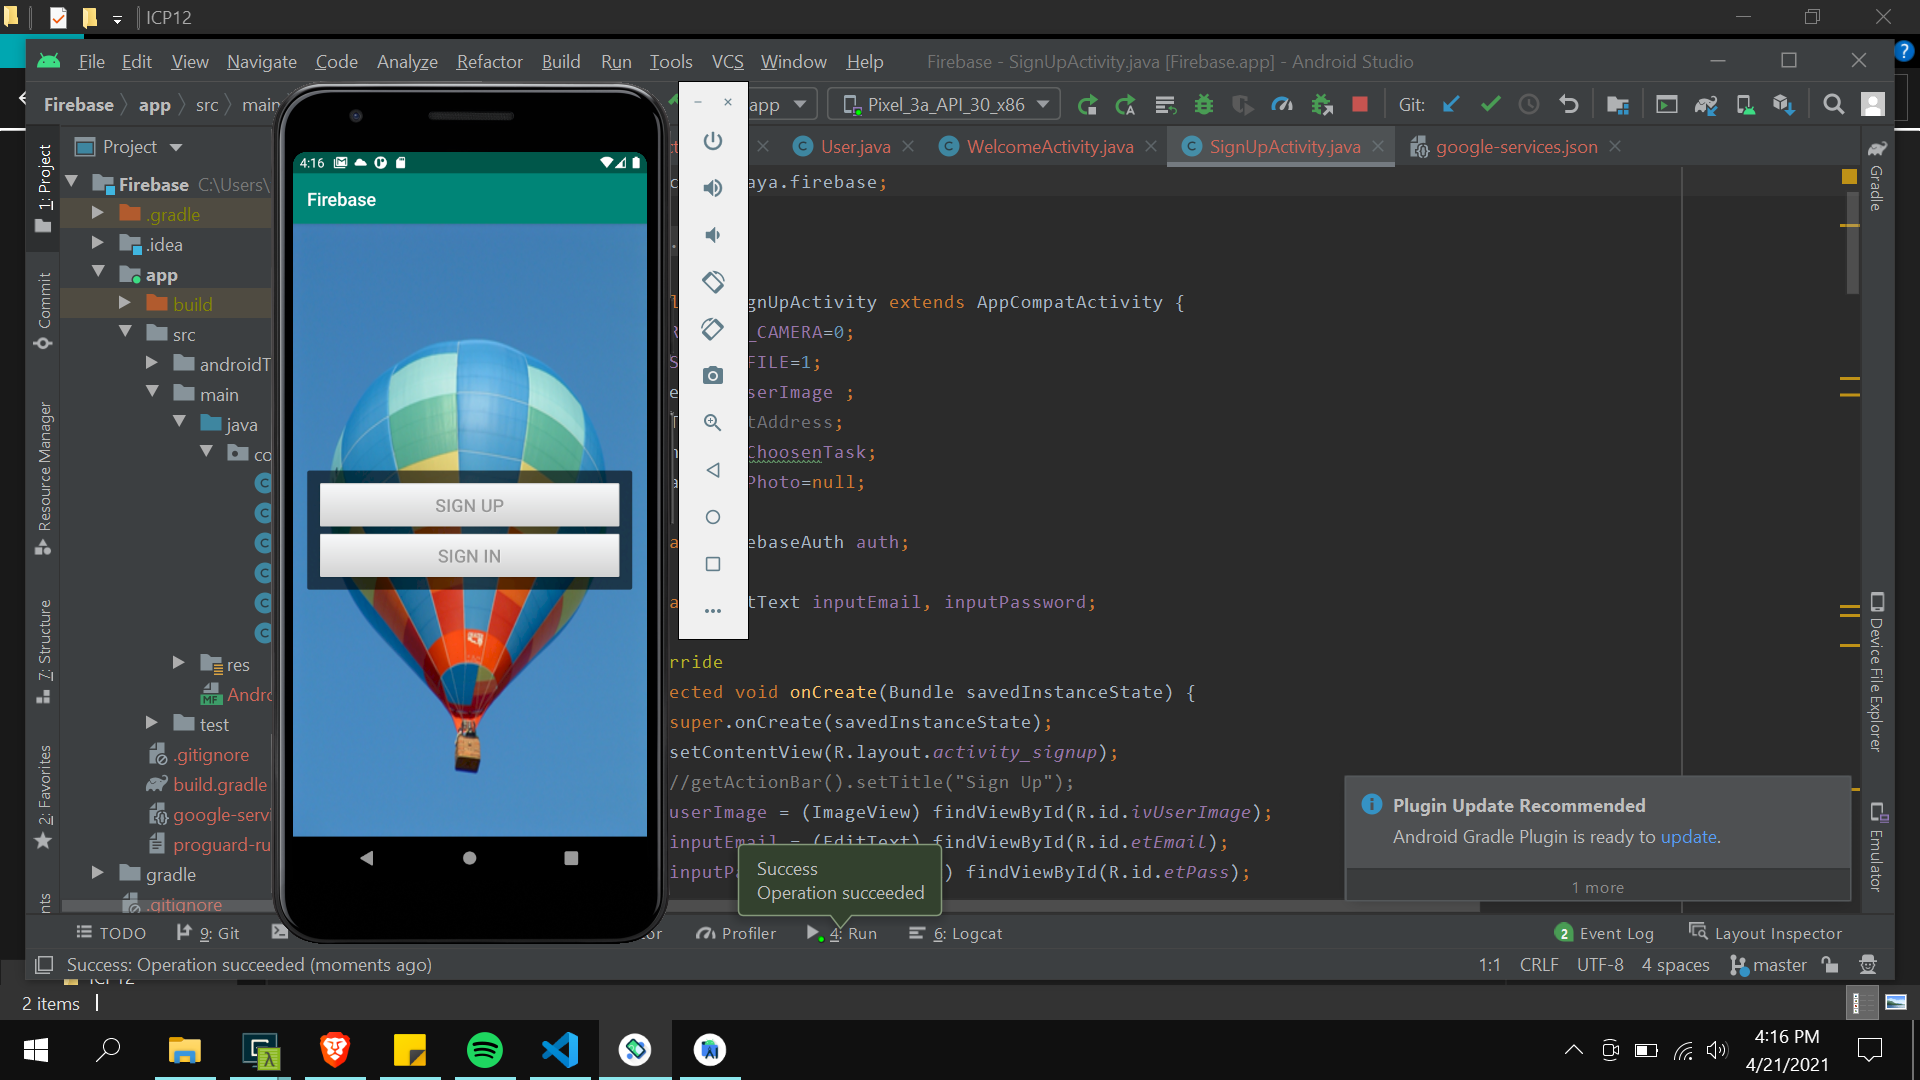 ICP12
File Edit View Navigate Code Analyze Refactor Build Run Tools VCS Window Help Firebase - SignUpActivity.java [Firebase.app] - Android Studio
Firebase app src main
app Pixel_3a_API_30_x86 Git:
1: Project
Commit
Resource Manager
7: Structure
2: Favorites
Project
Firebase C:\Users\
.gradle
.idea
app
build
src
androidT
main
java
co
res
Andro
test
.gitignore
build.gradle
google-servi
proguard-ru
gradle
.gitignore
4:16
Firebase
SIGN UP
SIGN IN
User.java WelcomeActivity.java SignUpActivity.java google-services.json
aya.firebase;
gnUpActivity extends AppCompatActivity {
_CAMERA=0;
FILE=1;
serImage ;
tAddress;
ChoosenTask;
Photo=null;
ebaseAuth auth;
tText inputEmail, inputPassword;
rride
ected void onCreate(Bundle savedInstanceState) {
super.onCreate(savedInstanceState);
setContentView(R.layout.activity_signup);
//getActionBar().setTitle("Sign Up");
userImage = (ImageView) findViewById(R.id.ivUserImage);
inputEmail = (EditText) findViewById(R.id.etEmail);
inputP ) findViewById(R.id.etPass);
Success
Operation succeeded
Plugin Update Recommended
Android Gradle Plugin is ready to update.
1 more
Gradle
Device File Explorer
Emulator
TODO 9: Git Profiler 4: Run 6: Logcat 2 Event Log Layout Inspector
Success: Operation succeeded (moments ago) 1:1 CRLF UTF-8 4 spaces master
ICP12
2 items
4:16 PM
4/21/2021